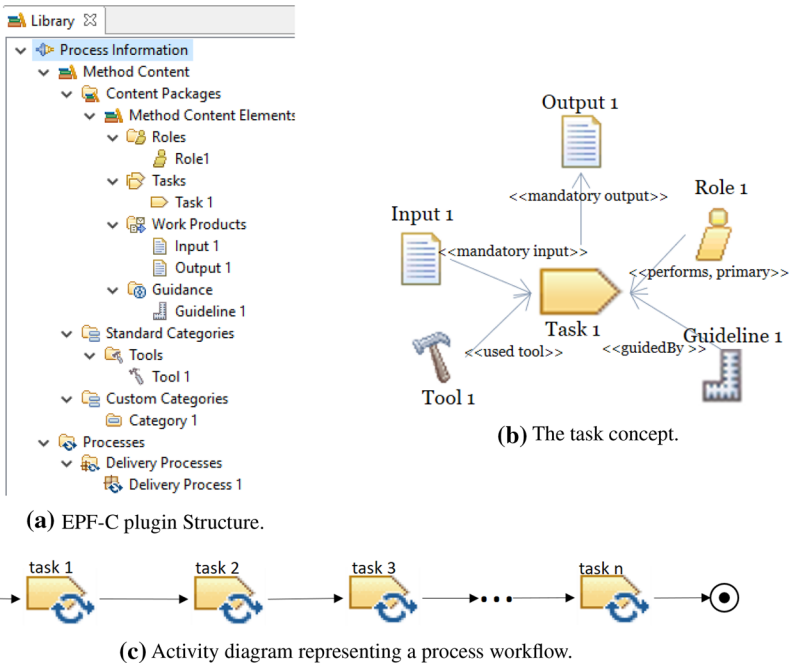 Library
Process Information
Method Content
Content Packages
Method Content Elements
Roles
Role1
Tasks
Task 1
Work Products
Input 1
Output 1
Guidance
Guideline 1
Standard Categories
Tools
Tool 1
Custom Categories
Category 1
Processes
Delivery Processes
Delivery Process 1
(a) EPF-C plugin Structure.
Output 1
<<mandatory output>>
Role 1
Input 1
<<mandatory input>>
<<performs, primary>>
Task 1
Guideline 1
<<used tool>>
<<guidedBy >>
Tool 1
(b) The task concept.
task 1
task 2
task 3
task n
(c) Activity diagram representing a process workflow.